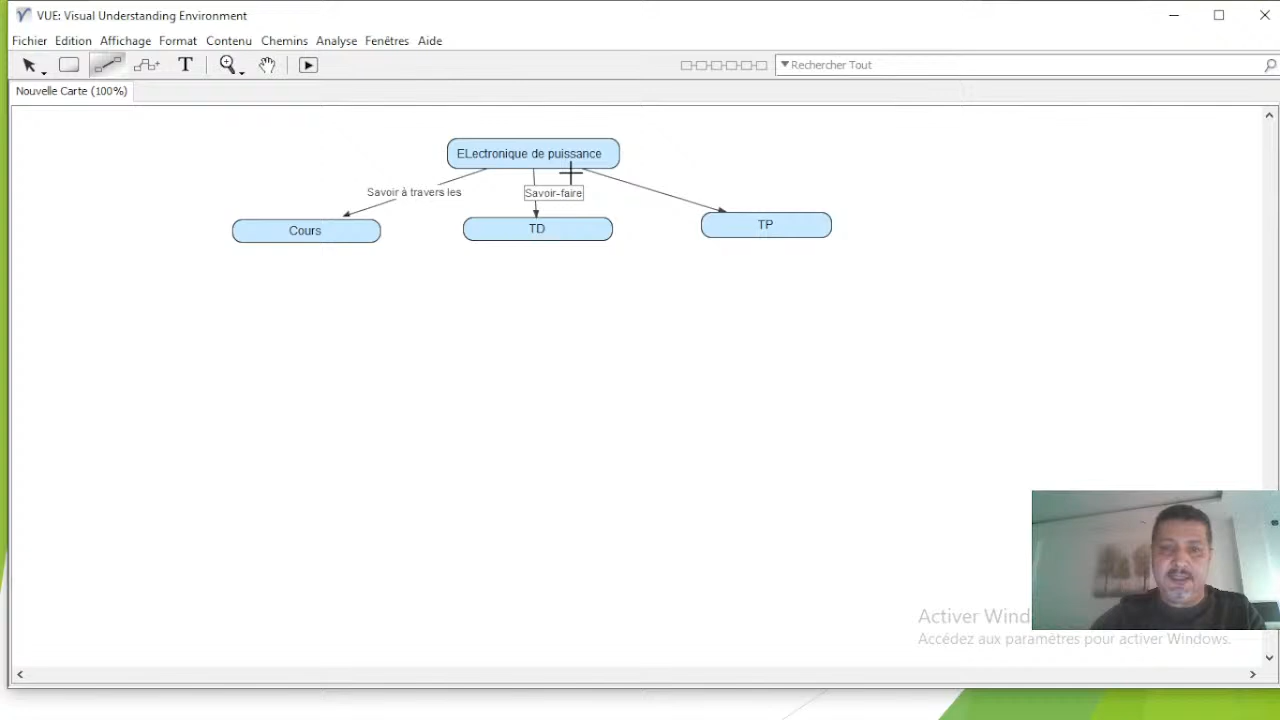 VUE: Visual Understanding Environment
Fichier Edition Affichage Format Contenu Chemins Analyse Fenêtres Aide
T
Rechercher Tout
Nouvelle Carte (100%)
ELectronique de puissance
Savoir à travers les
Savoir-faire
Cours
TD
TP
Activer Wind
Accédez aux paramètres pour activer Windows.